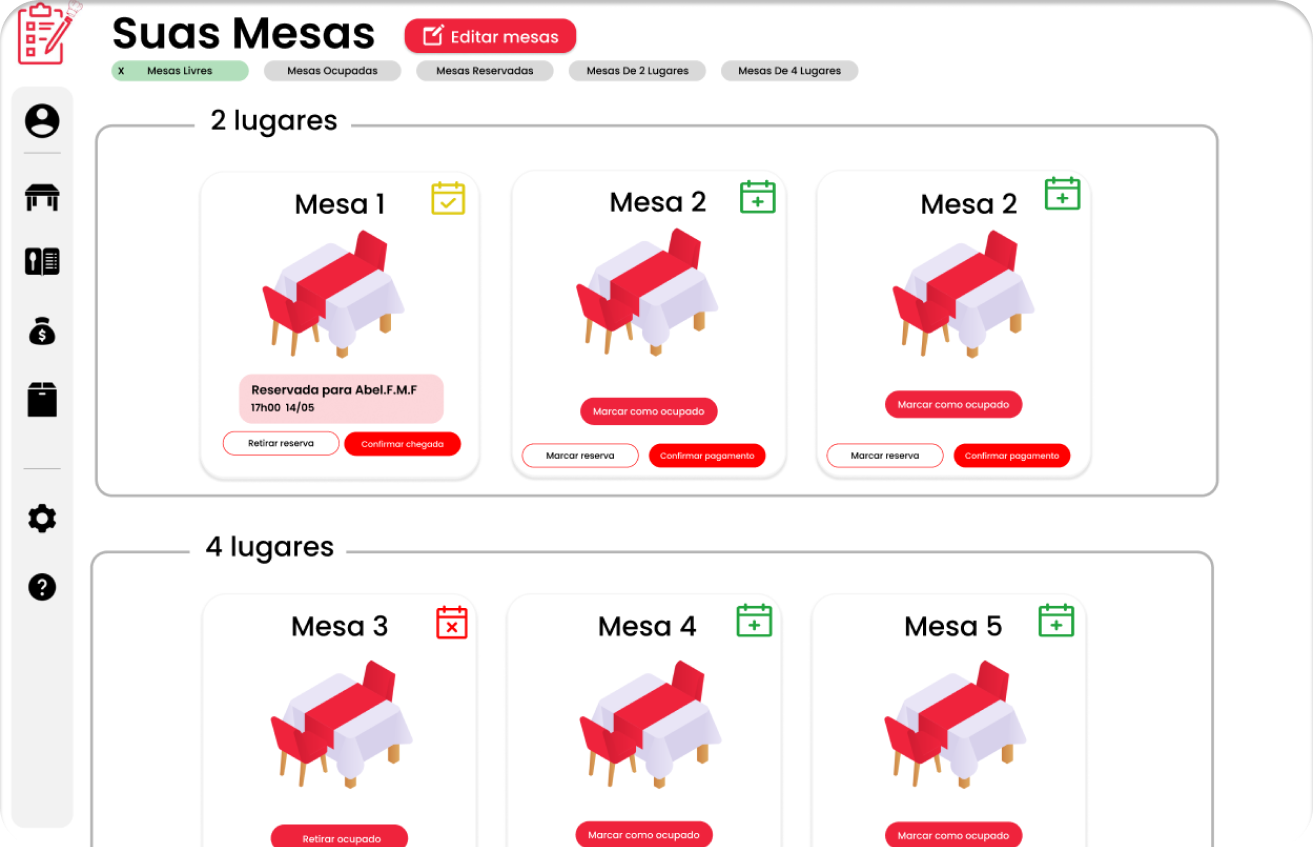 Suas Mesas
Editar mesas
X Mesas Livres
Mesas Ocupadas
Mesas Reservadas
Mesas De 2 Lugares
Mesas De 4 Lugares
2 lugares
Mesa 1
Reservada para Abel.F.M.F
17h00 14/05
Retirar reserva
Confirmar chegada
Mesa 2
Marcar como ocupado
Marcar reserva
Confirmar pagamento
Mesa 2
Marcar como ocupado
Marcar reserva
Confirmar pagamento
4 lugares
Mesa 3
Retirar ocupado
Mesa 4
Marcar como ocupado
Mesa 5
Marcar como ocupado